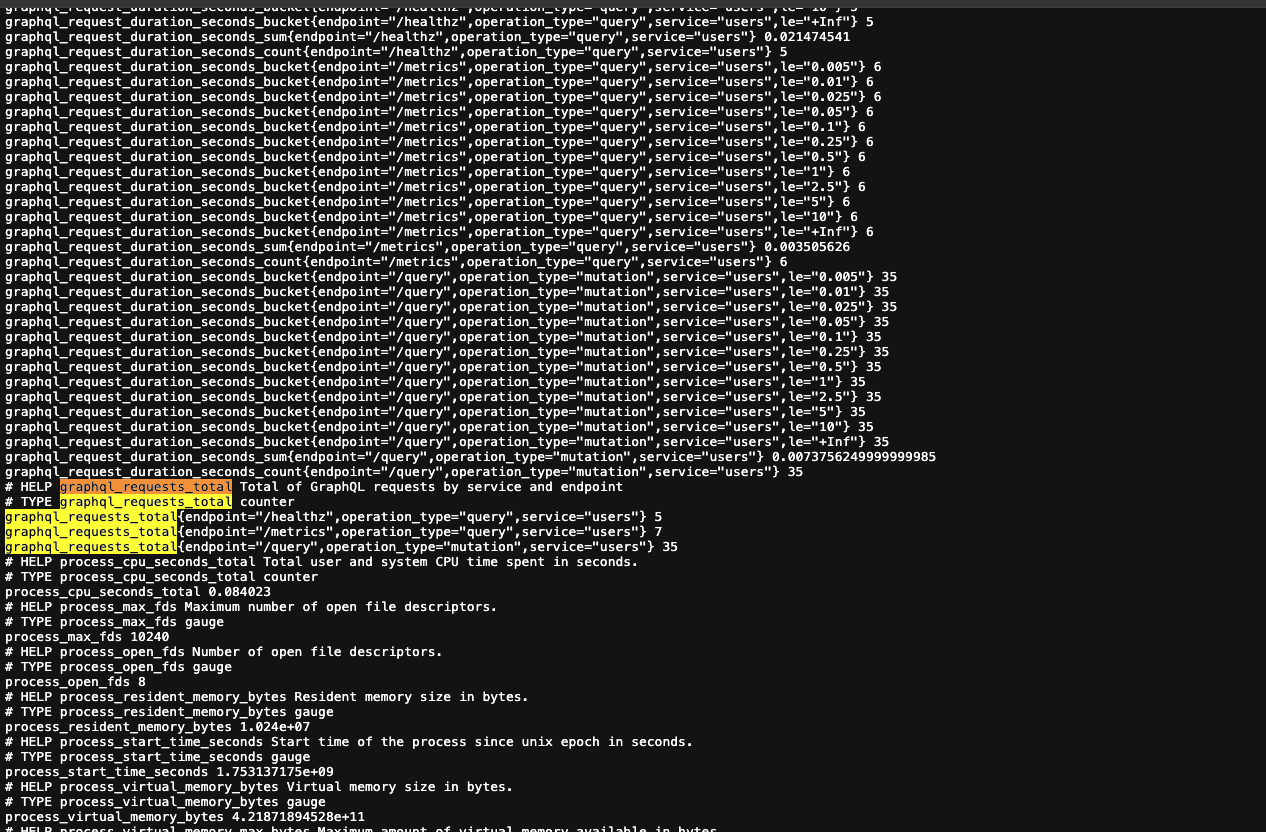 graphql_request_duration_seconds_bucket{endpoint="/healthz",operation_type="query",service="users",le="10"} 5
graphql_request_duration_seconds_bucket{endpoint="/healthz",operation_type="query",service="users",le="+Inf"} 5
graphql_request_duration_seconds_sum{endpoint="/healthz",operation_type="query",service="users"} 0.021474541
graphql_request_duration_seconds_count{endpoint="/healthz",operation_type="query",service="users"} 5
graphql_request_duration_seconds_bucket{endpoint="/metrics",operation_type="query",service="users",le="0.005"} 6
graphql_request_duration_seconds_bucket{endpoint="/metrics",operation_type="query",service="users",le="0.01"} 6
graphql_request_duration_seconds_bucket{endpoint="/metrics",operation_type="query",service="users",le="0.025"} 6
graphql_request_duration_seconds_bucket{endpoint="/metrics",operation_type="query",service="users",le="0.05"} 6
graphql_request_duration_seconds_bucket{endpoint="/metrics",operation_type="query",service="users",le="0.1"} 6
graphql_request_duration_seconds_bucket{endpoint="/metrics",operation_type="query",service="users",le="0.25"} 6
graphql_request_duration_seconds_bucket{endpoint="/metrics",operation_type="query",service="users",le="0.5"} 6
graphql_request_duration_seconds_bucket{endpoint="/metrics",operation_type="query",service="users",le="1"} 6
graphql_request_duration_seconds_bucket{endpoint="/metrics",operation_type="query",service="users",le="2.5"} 6
graphql_request_duration_seconds_bucket{endpoint="/metrics",operation_type="query",service="users",le="5"} 6
graphql_request_duration_seconds_bucket{endpoint="/metrics",operation_type="query",service="users",le="10"} 6
graphql_request_duration_seconds_bucket{endpoint="/metrics",operation_type="query",service="users",le="+Inf"} 6
graphql_request_duration_seconds_sum{endpoint="/metrics",operation_type="query",service="users"} 0.003505626
graphql_request_duration_seconds_count{endpoint="/metrics",operation_type="query",service="users"} 6
graphql_request_duration_seconds_bucket{endpoint="/query",operation_type="mutation",service="users",le="0.005"} 35
graphql_request_duration_seconds_bucket{endpoint="/query",operation_type="mutation",service="users",le="0.01"} 35
graphql_request_duration_seconds_bucket{endpoint="/query",operation_type="mutation",service="users",le="0.025"} 35
graphql_request_duration_seconds_bucket{endpoint="/query",operation_type="mutation",service="users",le="0.05"} 35
graphql_request_duration_seconds_bucket{endpoint="/query",operation_type="mutation",service="users",le="0.1"} 35
graphql_request_duration_seconds_bucket{endpoint="/query",operation_type="mutation",service="users",le="0.25"} 35
graphql_request_duration_seconds_bucket{endpoint="/query",operation_type="mutation",service="users",le="0.5"} 35
graphql_request_duration_seconds_bucket{endpoint="/query",operation_type="mutation",service="users",le="1"} 35
graphql_request_duration_seconds_bucket{endpoint="/query",operation_type="mutation",service="users",le="2.5"} 35
graphql_request_duration_seconds_bucket{endpoint="/query",operation_type="mutation",service="users",le="5"} 35
graphql_request_duration_seconds_bucket{endpoint="/query",operation_type="mutation",service="users",le="10"} 35
graphql_request_duration_seconds_bucket{endpoint="/query",operation_type="mutation",service="users",le="+Inf"} 35
graphql_request_duration_seconds_sum{endpoint="/query",operation_type="mutation",service="users"} 0.0073756249999999985
graphql_request_duration_seconds_count{endpoint="/query",operation_type="mutation",service="users"} 35
# HELP graphql_requests_total Total of GraphQL requests by service and endpoint
# TYPE graphql_requests_total counter
graphql_requests_total{endpoint="/healthz",operation_type="query",service="users"} 5
graphql_requests_total{endpoint="/metrics",operation_type="query",service="users"} 7
graphql_requests_total{endpoint="/query",operation_type="mutation",service="users"} 35
# HELP process_cpu_seconds_total Total user and system CPU time spent in seconds.
# TYPE process_cpu_seconds_total counter
process_cpu_seconds_total 0.084023
# HELP process_max_fds Maximum number of open file descriptors.
# TYPE process_max_fds gauge
process_max_fds 10240
# HELP process_open_fds Number of open file descriptors.
# TYPE process_open_fds gauge
process_open_fds 8
# HELP process_resident_memory_bytes Resident memory size in bytes.
# TYPE process_resident_memory_bytes gauge
process_resident_memory_bytes 1.024e+07
# HELP process_start_time_seconds Start time of the process since unix epoch in seconds.
# TYPE process_start_time_seconds gauge
process_start_time_seconds 1.753137175e+09
# HELP process_virtual_memory_bytes Virtual memory size in bytes.
# TYPE process_virtual_memory_bytes gauge
process_virtual_memory_bytes 4.21871894528e+11
# HELP process_virtual_memory_max_bytes Maximum amount of virtual memory available in bytes.